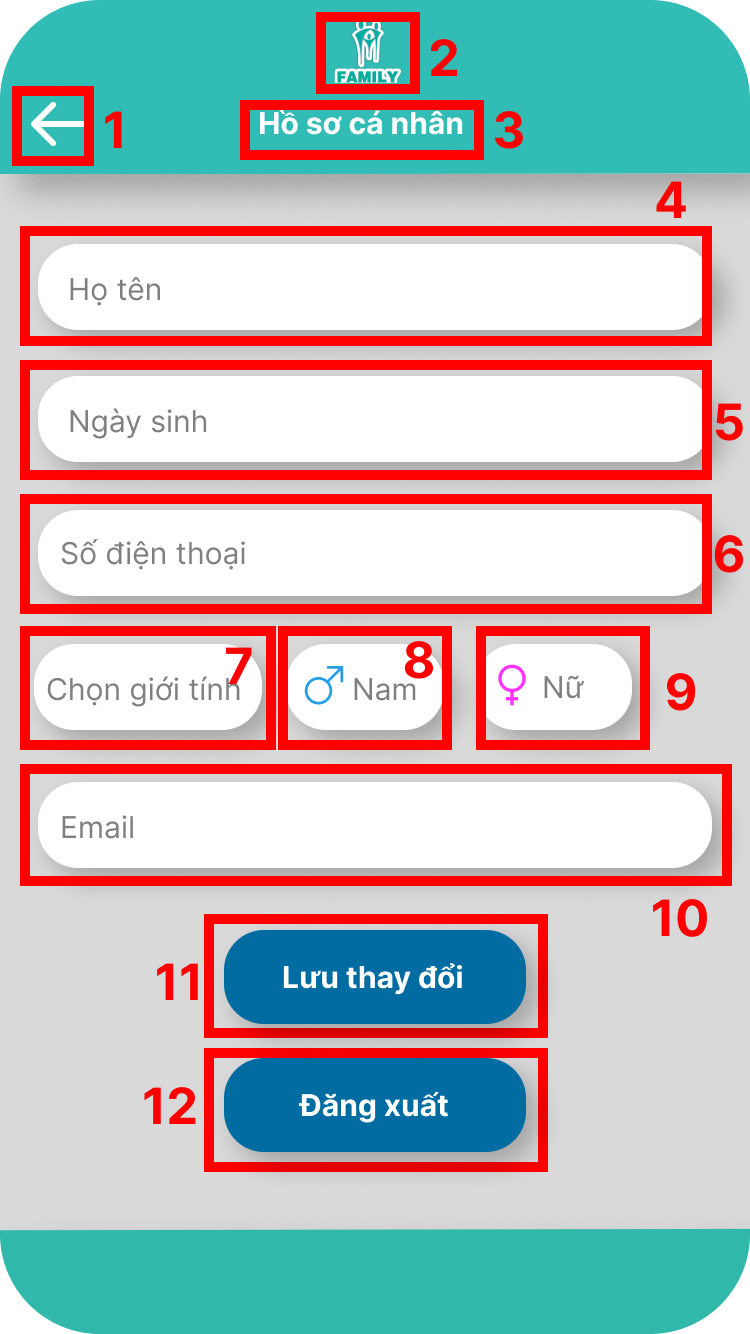 FAMILY
2
1
Hồ sơ cá nhân
3
4
Họ tên
Ngày sinh
5
Số điện thoại
6
Chọn giới tính
7
Nam
8
Nữ
9
Email
10
11
Lưu thay đổi
12
Đăng xuất